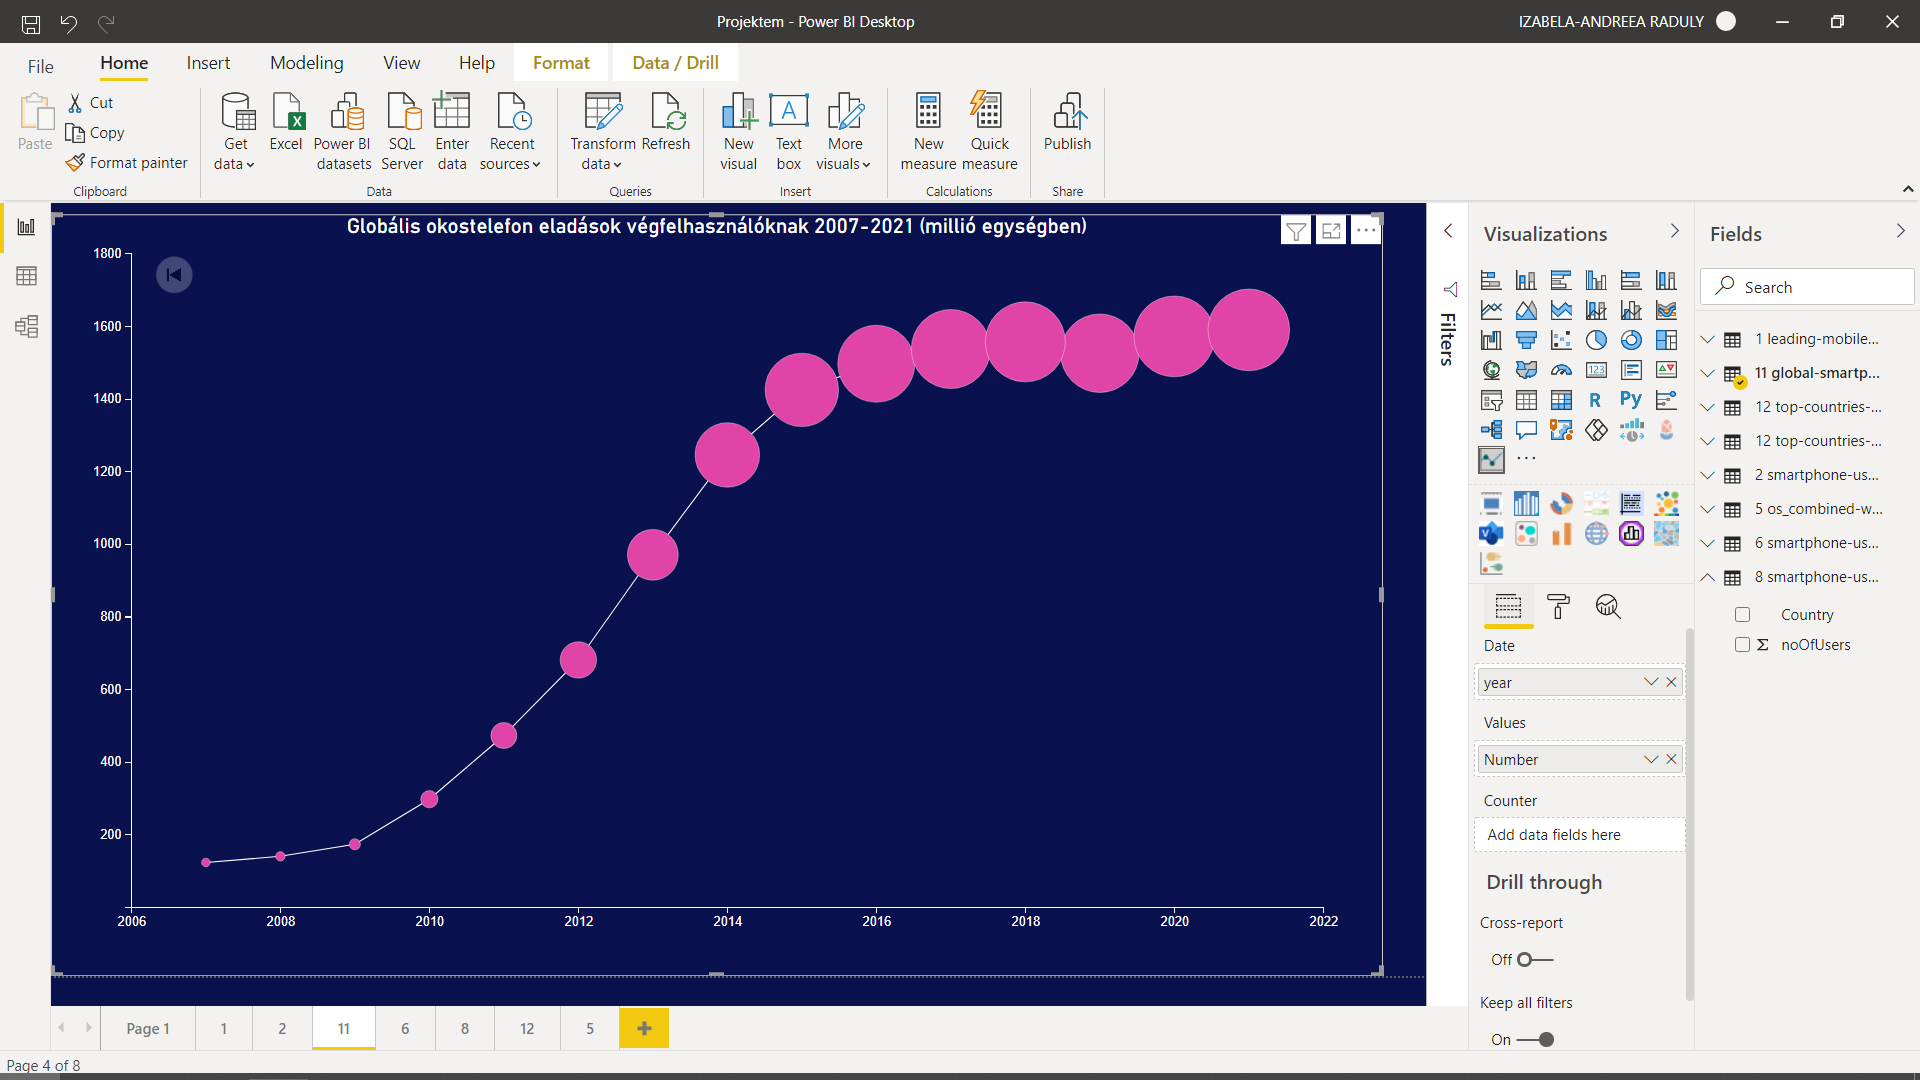 Projektem - Power BI Desktop
IZABELA-ANDREEA RADULY
File Home Insert Modeling View Help Format Data / Drill
Paste
Cut
Copy
Format painter
Clipboard
Get data
Excel
Power BI datasets
SQL Server
Enter data
Recent sources
Data
Transform data
Refresh
Queries
New visual
Text box
More visuals
Insert
New measure
Quick measure
Calculations
Publish
Share
Globális okostelefon eladások végfelhasználóknak 2007-2021 (millió egységben)
1800
1600
1400
1200
1000
800
600
400
200
2006 2008 2010 2012 2014 2016 2018 2020 2022
Filters
Visualizations
123
R
Py
Date
year
Values
Number
Counter
Add data fields here
Drill through
Cross-report
Off
Keep all filters
On
Fields
Search
1 leading-mobile...
11 global-smartp...
12 top-countries-...
12 top-countries-...
2 smartphone-us...
5 os_combined-w...
6 smartphone-us...
8 smartphone-us...
Country
Σ noOfUsers
Page 1 1 2 11 6 8 12 5
Page 4 of 8